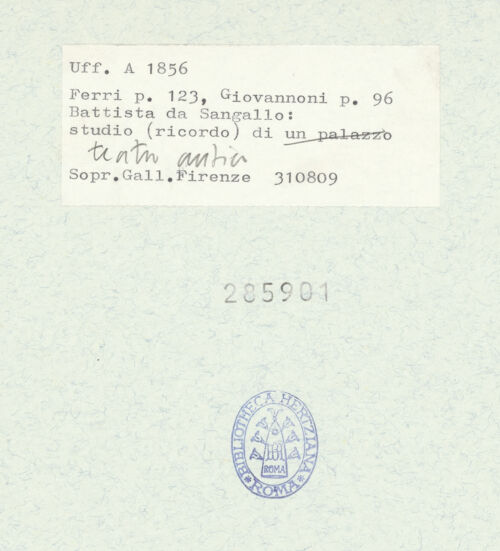 Uff. A 1856
Ferri p. 123, Giovannoni p. 96
Battista da Sangallo:
studio (ricordo) di un palazzo
teatro antico
Sopr.Gall.Firenze 310809
285901
BIBLIOTHECA HERTZIANA
ROMA
ROMA